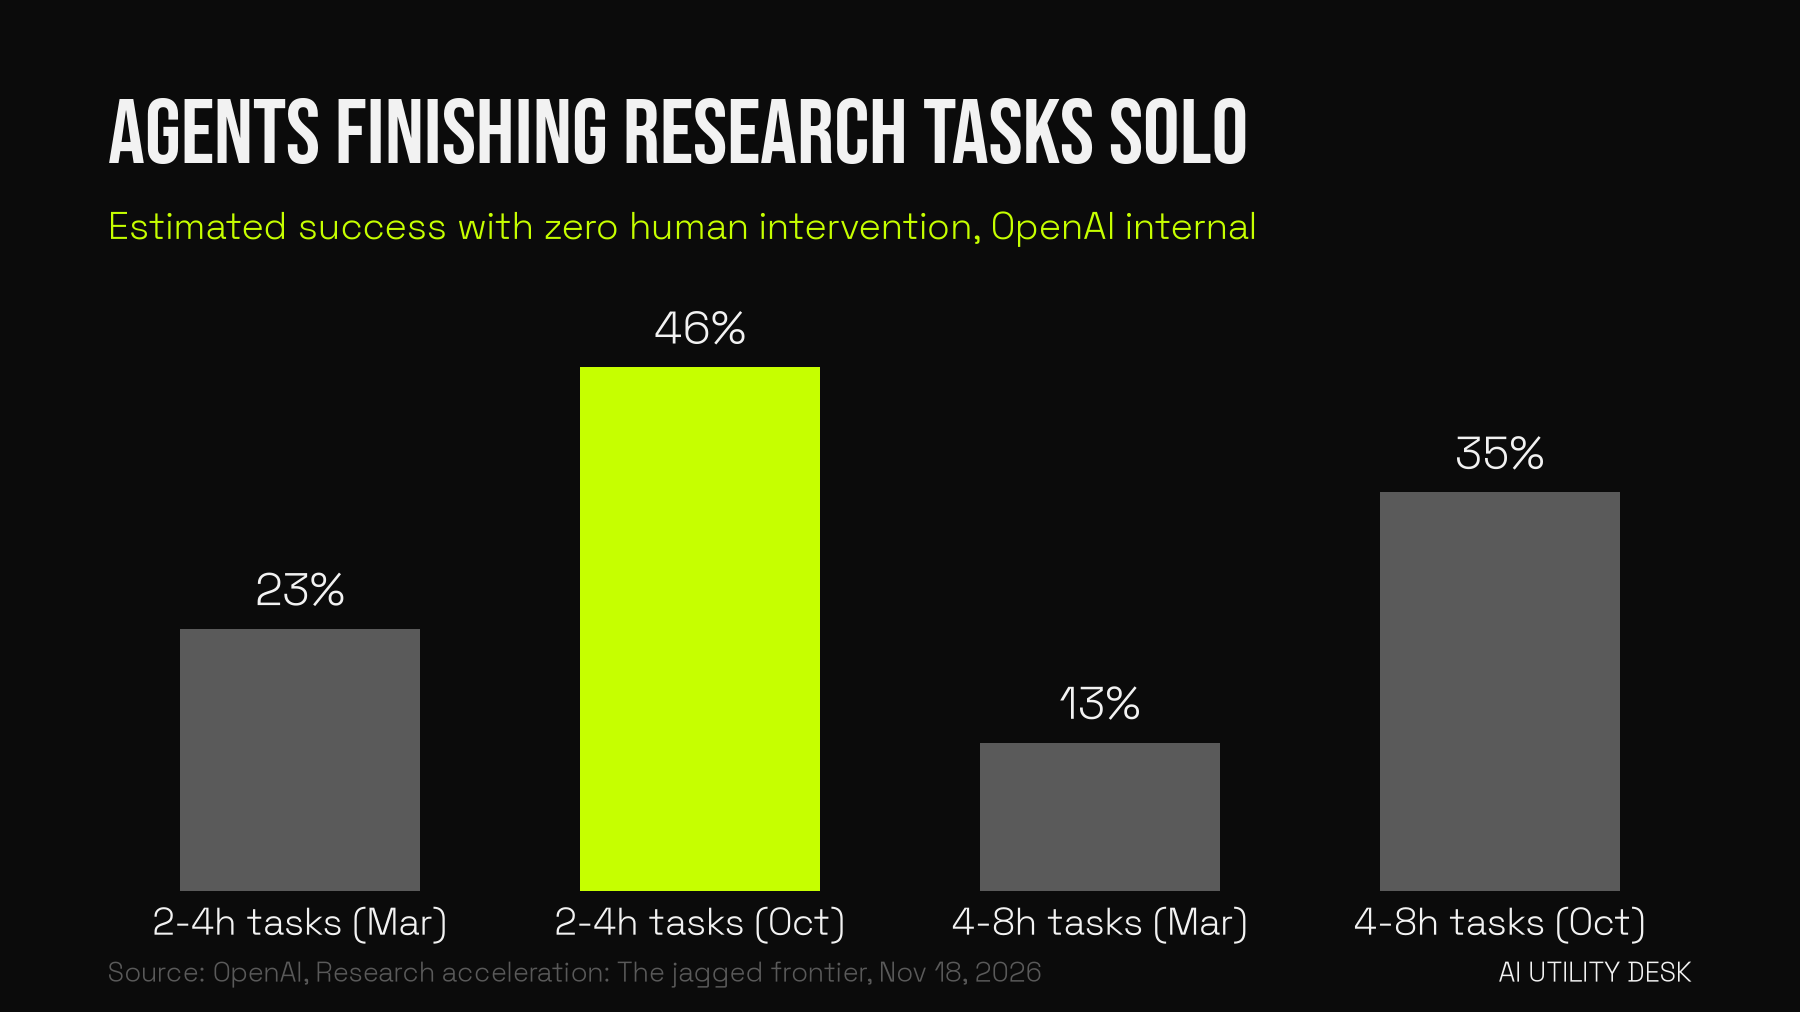 AGENTS FINISHING RESEARCH TASKS SOLO
Estimated success with zero human intervention, OpenAI internal
46%
35%
23%
13%
2-4h tasks (Mar)
2-4h tasks (Oct)
4-8h tasks (Mar)
4-8h tasks (Oct)
Source: OpenAI, Research acceleration: The jagged frontier, Nov 18, 2026
AI UTILITY DESK